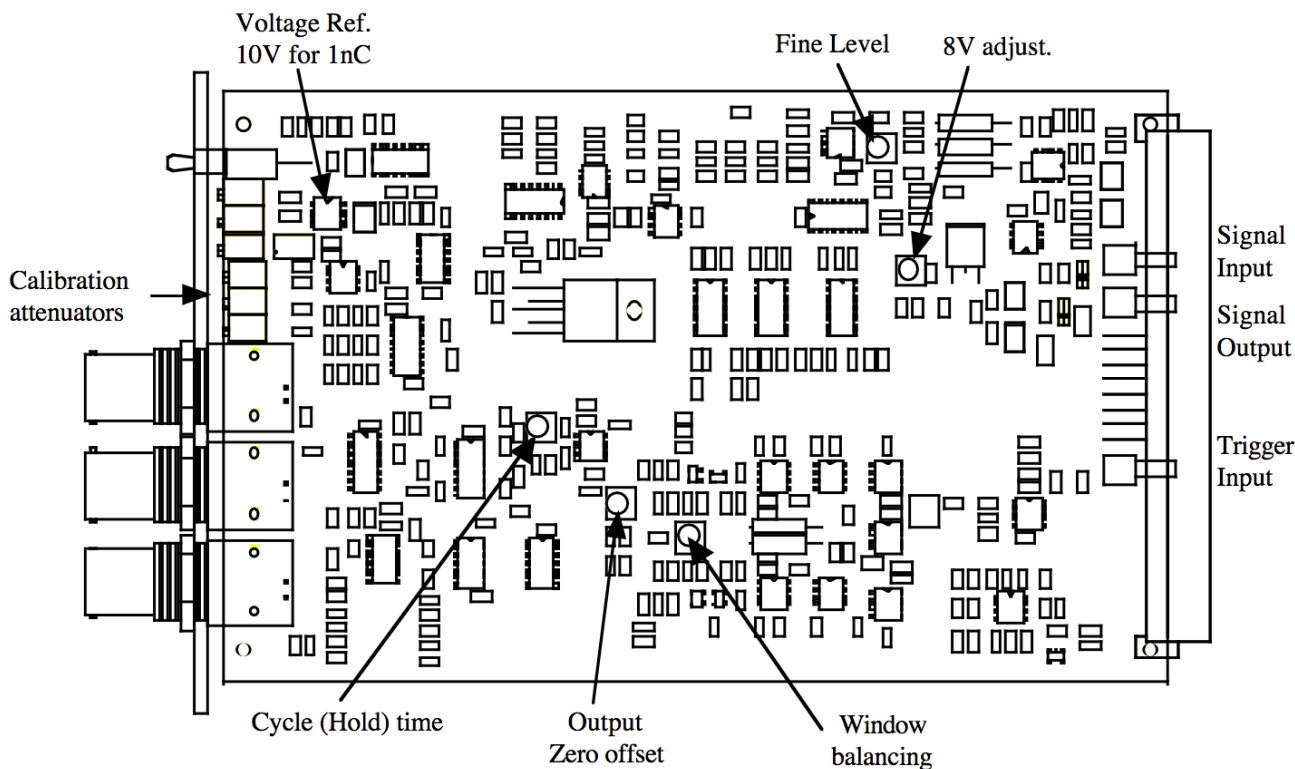 Voltage Ref.
10V for 1nC
Fine Level
8V adjust.
Signal
Input
Calibration
attenuators
Signal
Output
Trigger
Input
Cycle (Hold) time
Output
Zero offset
Window
balancing